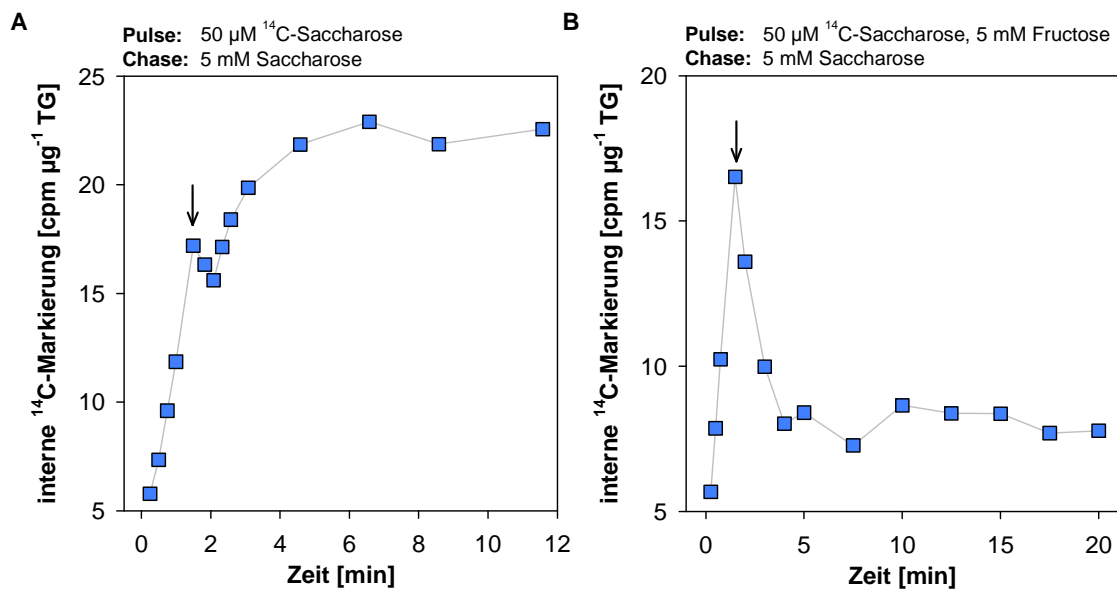 A
Pulse: 50 µM ¹⁴C-Saccharose
Chase: 5 mM Saccharose
25
20
15
10
5
interne ¹⁴C-Markierung [cpm µg⁻¹ TG]
0 2 4 6 8 10 12
Zeit [min]
B
Pulse: 50 µM ¹⁴C-Saccharose, 5 mM Fructose
Chase: 5 mM Saccharose
20
15
10
5
interne ¹⁴C-Markierung [cpm µg⁻¹ TG]
0 5 10 15 20
Zeit [min]